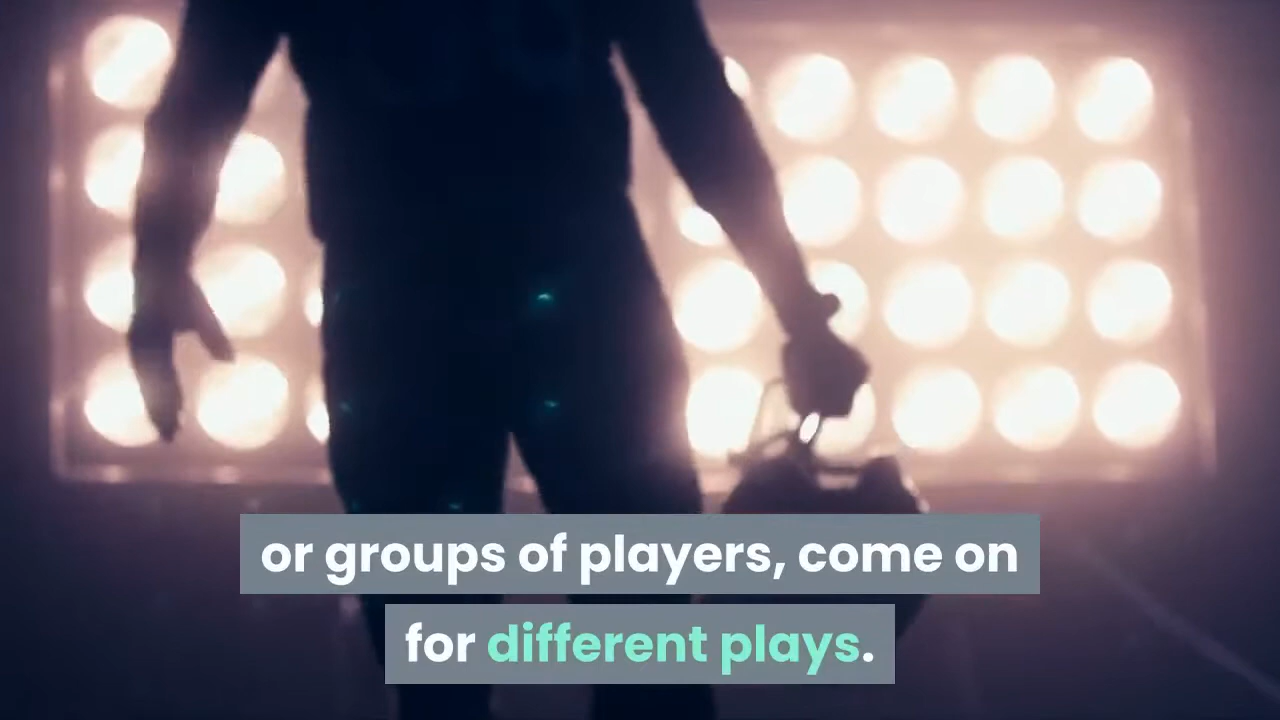 or groups of players, come on
for different plays.